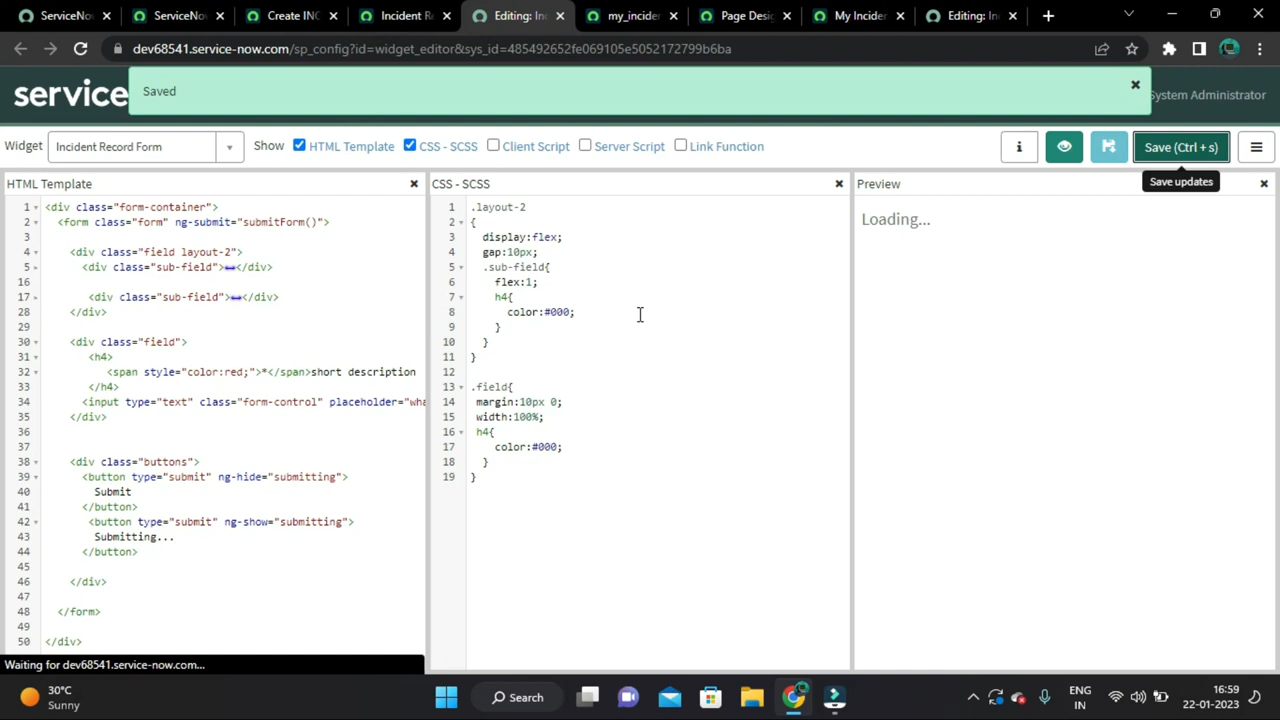 ServiceNo
ServiceNov
Create INC
Incident Re
Editing: Inc
my_incider
Page Desig
My Incider
Editing: Inc
dev68541.service-now.com/sp_config?id=widget_editor&sys_id=485492652fe069105e5052172799b6ba
service
Saved
System Administrator
Widget
Incident Record Form
Show
HTML Template
CSS - SCSS
Client Script
Server Script
Link Function
i
Save (Ctrl + s)
Save updates
HTML Template
1 <div class="form-container">
2 <form class="form" ng-submit="submitForm()">
3
4 <div class="field layout-2">
5 <div class="sub-field"></div>
16
17 <div class="sub-field"></div>
28 </div>
29
30 <div class="field">
31 <h4>
32 <span style="color:red;">*</span>short description
33 </h4>
34 <input type="text" class="form-control" placeholder="wha
35 </div>
36
37
38 <div class="buttons">
39 <button type="submit" ng-hide="submitting">
40 Submit
41 </button>
42 <button type="submit" ng-show="submitting">
43 Submitting...
44 </button>
45
46 </div>
47
48 </form>
49
50 </div>
CSS - SCSS
1 .layout-2
2 {
3 display:flex;
4 gap:10px;
5 .sub-field{
6 flex:1;
7 h4{
8 color:#000;
9 }
10 }
11 }
12
13 .field{
14 margin:10px 0;
15 width:100%;
16 h4{
17 color:#000;
18 }
19 }
Preview
Loading...
Waiting for dev68541.service-now.com...
30°C
Sunny
Search
ENG
IN
16:59
22-01-2023